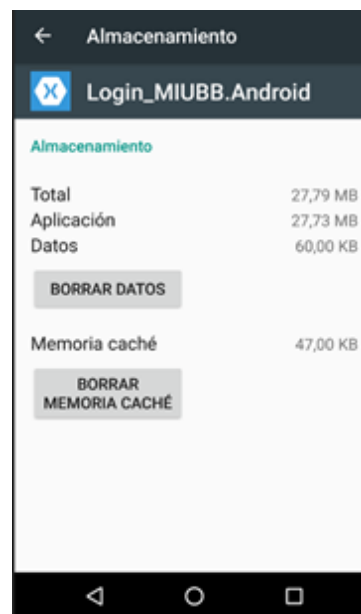 Almacenamiento
Login_MIUBB.Android
Almacenamiento
Total 27,79 MB
Aplicación 27,73 MB
Datos 60,00 KB
BORRAR DATOS
Memoria caché 47,00 KB
BORRAR
MEMORIA CACHÉ